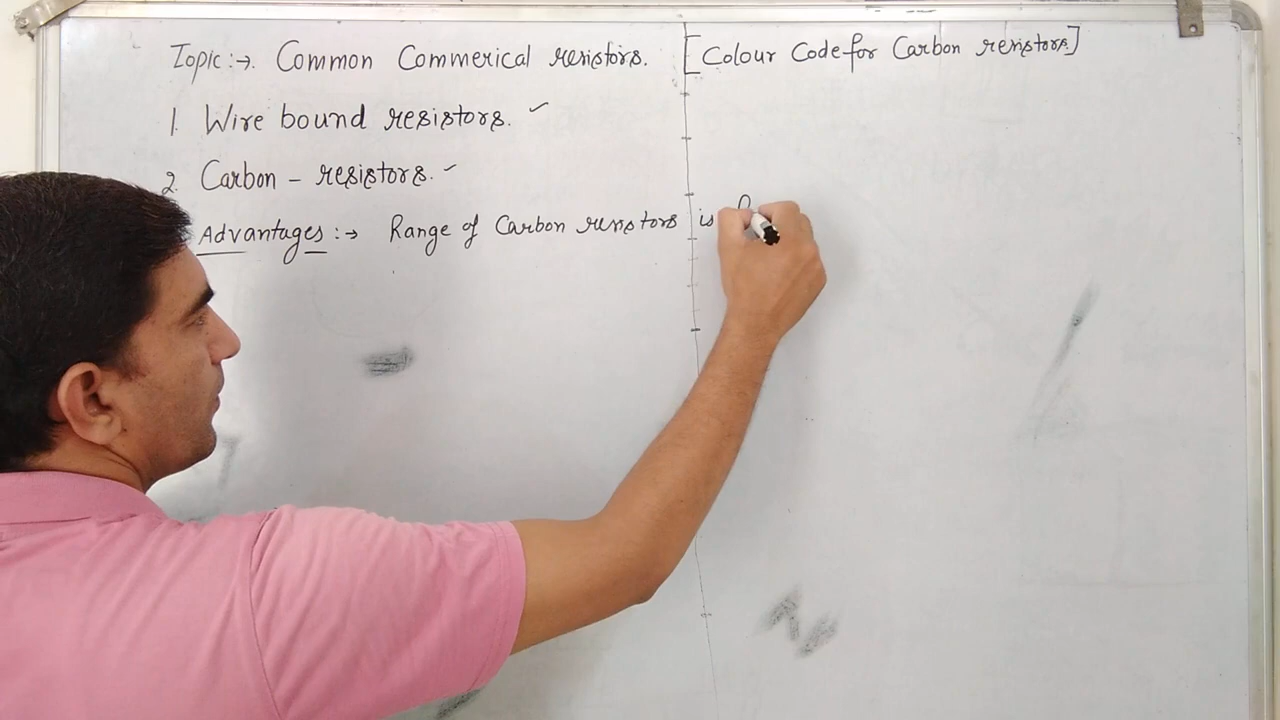 Topic :→. Common Commerical resistors. [Colour Code for Carbon resistors]
1. Wire bound resistors. ✓
2. Carbon - resistors. ✓
Advantages :→ Range of Carbon resistors is